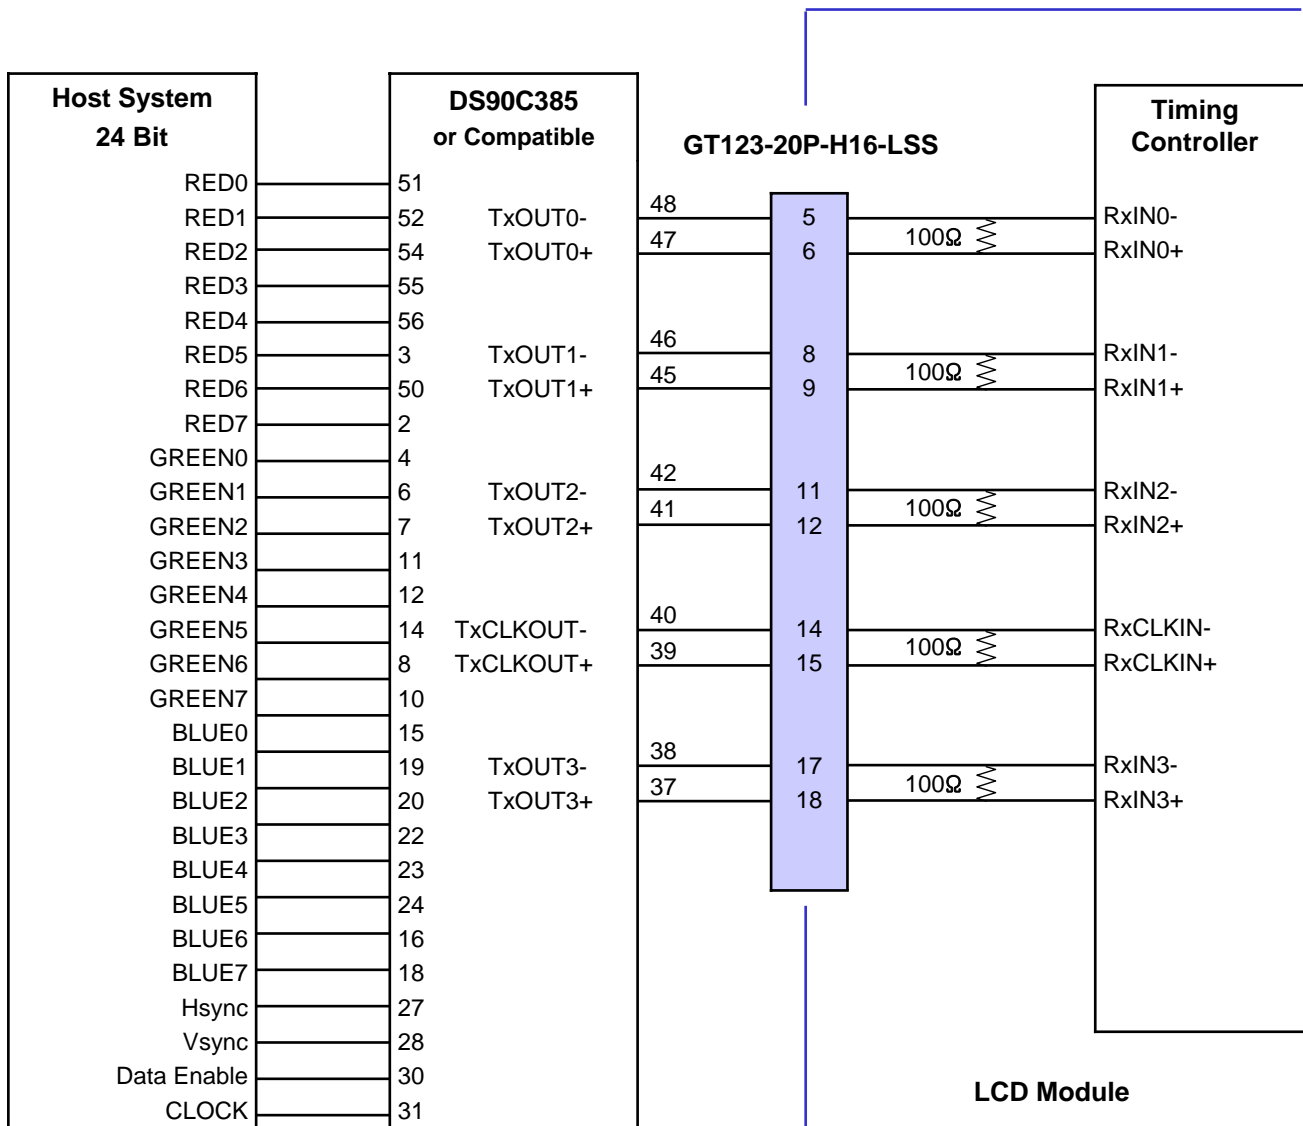 Host System
24 Bit
DS90C385
or Compatible
GT123-20P-H16-LSS
Timing
Controller
RED0 51
RED1 52 TxOUT0- 48 5 RxIN0-
100Ω
RED2 54 TxOUT0+ 47 6 RxIN0+
RED3 55
RED4 56
RED5 3 TxOUT1- 46 8 RxIN1-
100Ω
RED6 50 TxOUT1+ 45 9 RxIN1+
RED7 2
GREEN0 4
GREEN1 6 TxOUT2- 42 11 RxIN2-
100Ω
GREEN2 7 TxOUT2+ 41 12 RxIN2+
GREEN3 11
GREEN4 12
GREEN5 14 TxCLKOUT- 40 14 RxCLKIN-
100Ω
GREEN6 8 TxCLKOUT+ 39 15 RxCLKIN+
GREEN7 10
BLUE0 15
BLUE1 19 TxOUT3- 38 17 RxIN3-
100Ω
BLUE2 20 TxOUT3+ 37 18 RxIN3+
BLUE3 22
BLUE4 23
BLUE5 24
BLUE6 16
BLUE7 18
Hsync 27
Vsync 28
Data Enable 30
CLOCK 31
LCD Module